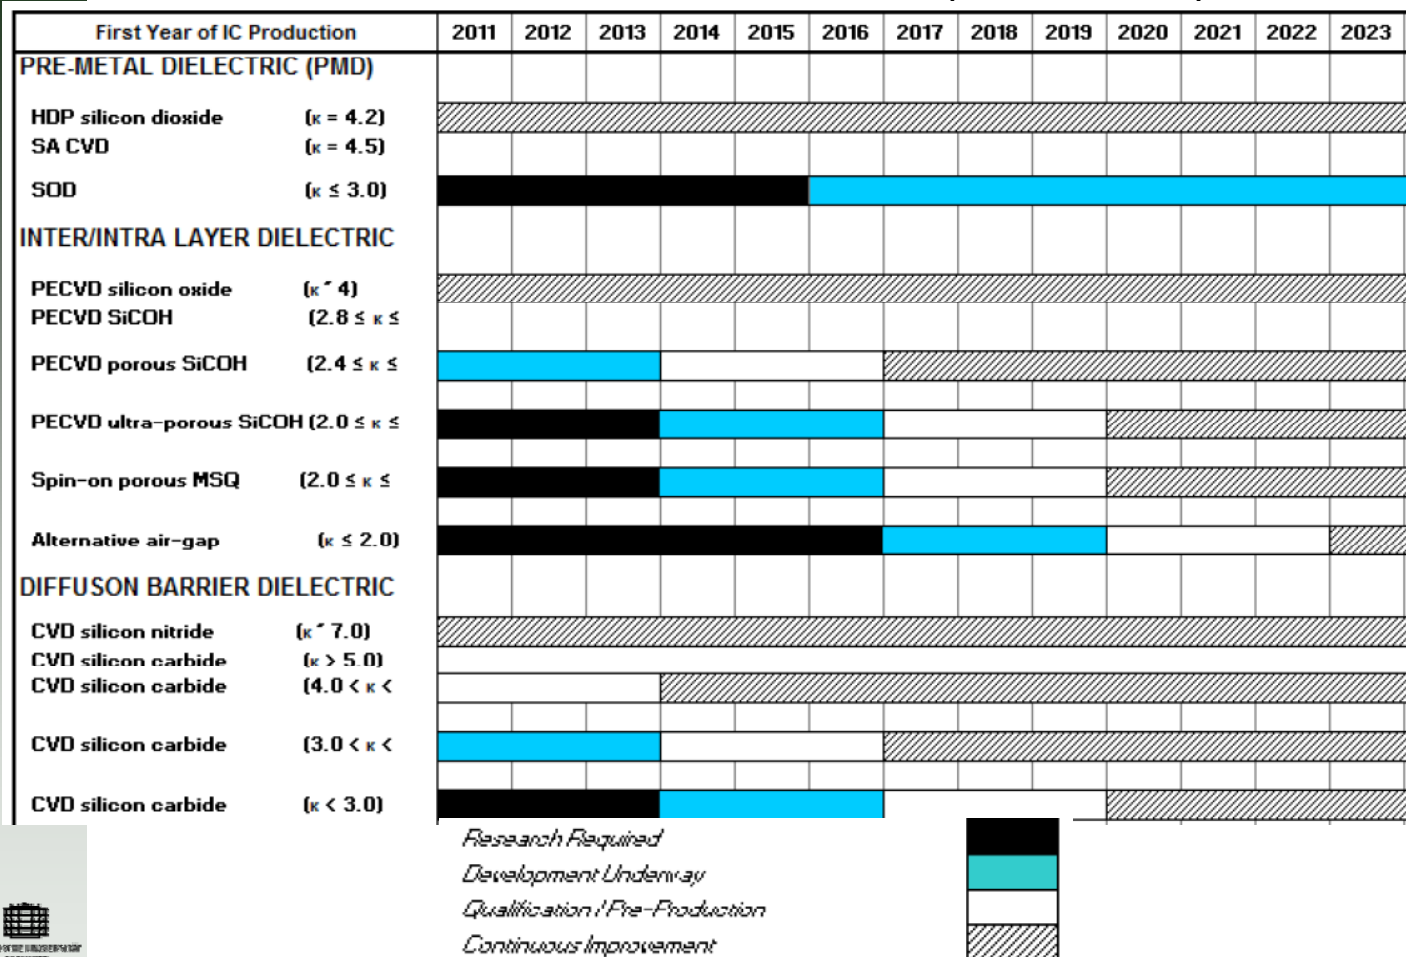 First Year of IC Production 2011 2012 2013 2014 2015 2016 2017 2018 2019 2020 2021 2022 2023
PRE-METAL DIELECTRIC (PMD)
HDP silicon dioxide (κ = 4.2)
SA CVD (κ = 4.5)
SOD (κ ≤ 3.0)
INTER/INTRA LAYER DIELECTRIC
PECVD silicon oxide (κ ˜ 4)
PECVD SiCOH (2.8 ≤ κ ≤
PECVD porous SiCOH (2.4 ≤ κ ≤
PECVD ultra-porous SiCOH (2.0 ≤ κ ≤
Spin-on porous MSQ (2.0 ≤ κ ≤
Alternative air-gap (κ ≤ 2.0)
DIFFUSON BARRIER DIELECTRIC
CVD silicon nitride (κ ˜ 7.0)
CVD silicon carbide (κ > 5.0)
CVD silicon carbide (4.0 < κ <
CVD silicon carbide (3.0 < κ <
CVD silicon carbide (κ < 3.0)
Research Required
Development Underway
Qualification / Pre-Production
Continuous Improvement